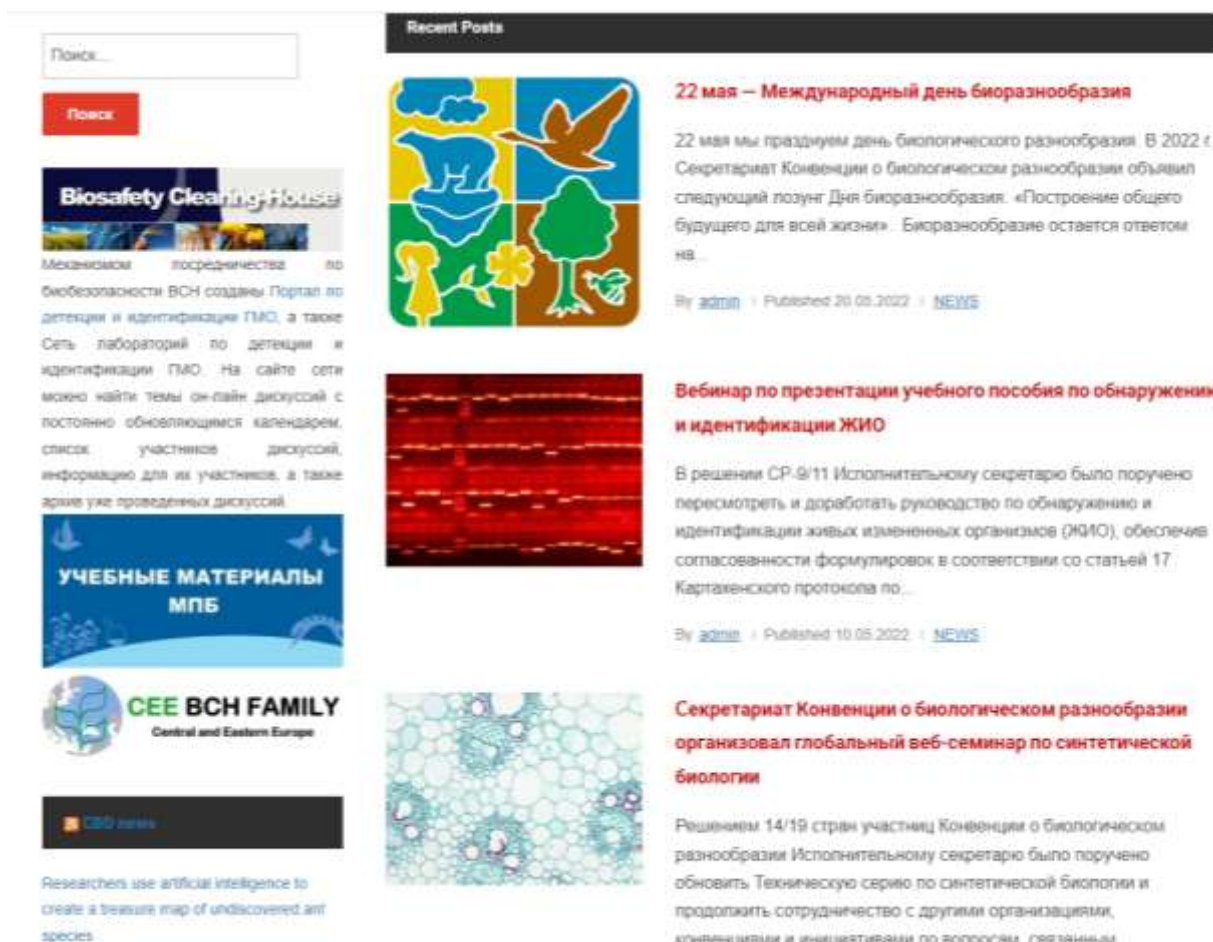 Поиск...
Поиск
Biosafety Clearing-House
Механизмом посредничества по
биобезопасности BCH созданы Портал по
детекции и идентификации ГМО, а также
Сеть лабораторий по детекции и
идентификации ГМО. На сайте сети
можно найти темы он-лайн дискуссий с
постоянно обновляющимся календарем,
список участников дискуссий,
информацию для их участников, а также
архив уже проведенных дискуссий
УЧЕБНЫЕ МАТЕРИАЛЫ
МПБ
CEE BCH FAMILY
Central and Eastern Europe
CBD news
Researchers use artificial intelligence to
create a treasure map of undiscovered ant
species
Recent Posts
22 мая — Международный день биоразнообразия
22 мая мы празднуем день биологического разнообразия. В 2022 г.
Секретариат Конвенции о биологическом разнообразии объявил
следующий лозунг Дня биоразнообразия: «Построение общего
будущего для всей жизни». Биоразнообразие остается ответом
на...
By admin Published 20.05.2022 NEWS
Вебинар по презентации учебного пособия по обнаружению
и идентификации ЖИО
В решении CP-9/11 Исполнительному секретарю было поручено
пересмотреть и доработать руководство по обнаружению и
идентификации живых измененных организмов (ЖИО), обеспечив
согласованности формулировок в соответствии со статьей 17
Картахенского протокола по...
By admin Published 10.05.2022 NEWS
Секретариат Конвенции о биологическом разнообразии
организовал глобальный веб-семинар по синтетической
биологии
Решением 14/19 стран участниц Конвенции о биологическом
разнообразии Исполнительному секретарю было поручено
обновить Техническую серию по синтетической биологии и
продолжить сотрудничество с другими организациями,
конвенциями и инициативами по вопросам, связанным